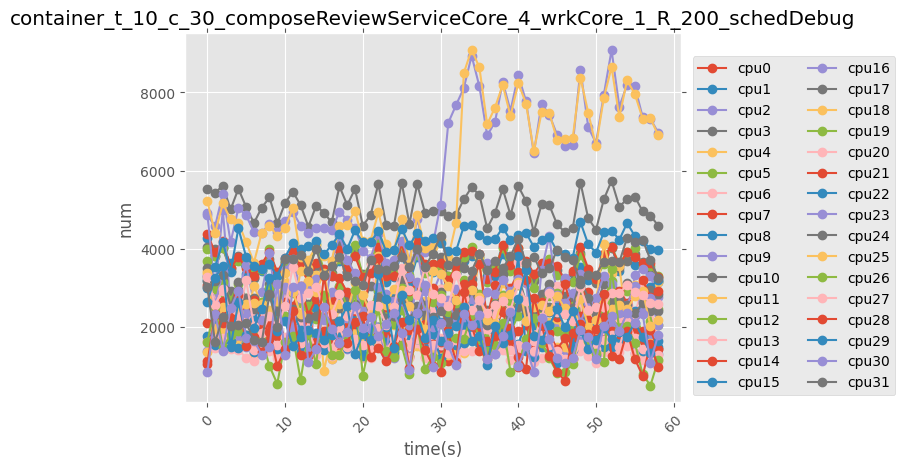 container_t_10_c_30_composeReviewServiceCore_4_wrkCore_1_R_200_schedDebug
num
8000
6000
4000
2000
0
10
20
30
40
50
60
time(s)
cpu0
cpu1
cpu2
cpu3
cpu4
cpu5
cpu6
cpu7
cpu8
cpu9
cpu10
cpu11
cpu12
cpu13
cpu14
cpu15
cpu16
cpu17
cpu18
cpu19
cpu20
cpu21
cpu22
cpu23
cpu24
cpu25
cpu26
cpu27
cpu28
cpu29
cpu30
cpu31